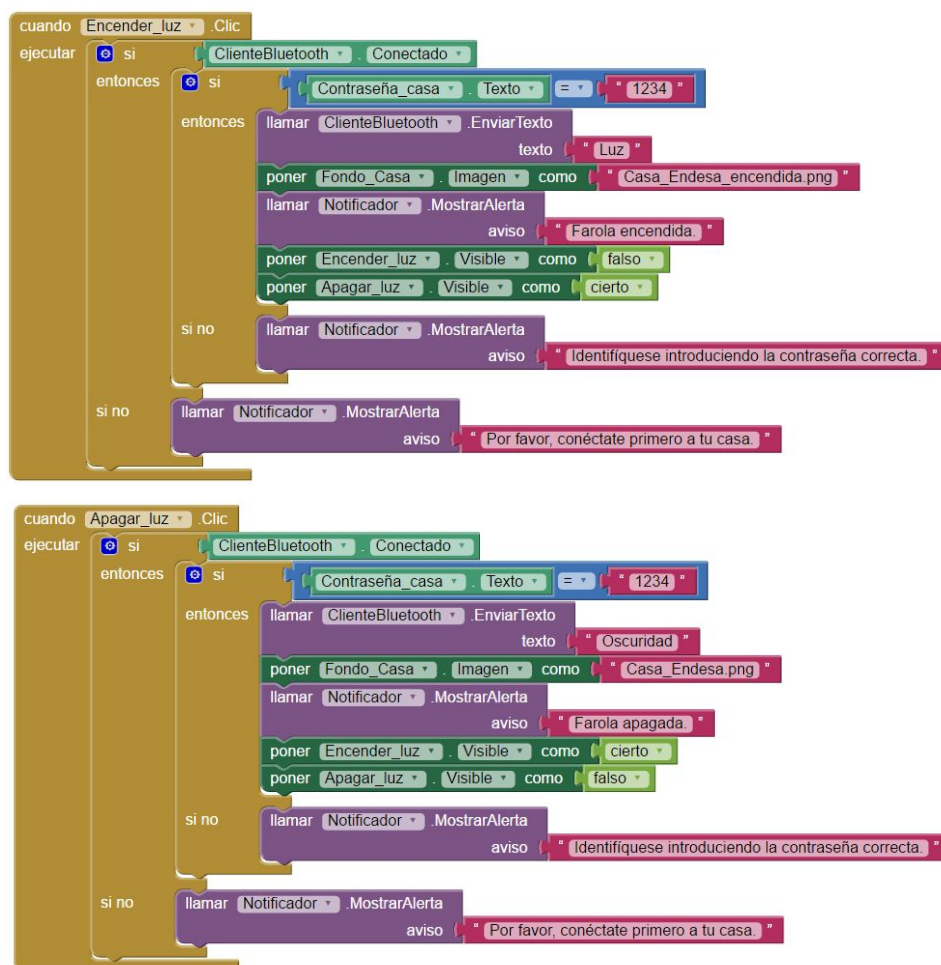 cuando Encender_luz .Clic
ejecutar si ClienteBluetooth . Conectado
entonces si Contraseña_casa . Texto = " 1234 "
entonces llamar ClienteBluetooth .EnviarTexto
texto " Luz "
poner Fondo_Casa . Imagen como " Casa_Endesa_encendida.png "
llamar Notificador .MostrarAlerta
aviso " Farola encendida. "
poner Encender_luz . Visible como falso
poner Apagar_luz . Visible como cierto
si no llamar Notificador .MostrarAlerta
aviso " Identifíquese introduciendo la contraseña correcta. "
si no llamar Notificador .MostrarAlerta
aviso " Por favor, conéctate primero a tu casa. "
cuando Apagar_luz .Clic
ejecutar si ClienteBluetooth . Conectado
entonces si Contraseña_casa . Texto = " 1234 "
entonces llamar ClienteBluetooth .EnviarTexto
texto " Oscuridad "
poner Fondo_Casa . Imagen como " Casa_Endesa.png "
llamar Notificador .MostrarAlerta
aviso " Farola apagada. "
poner Encender_luz . Visible como cierto
poner Apagar_luz . Visible como falso
si no llamar Notificador .MostrarAlerta
aviso " Identifíquese introduciendo la contraseña correcta. "
si no llamar Notificador .MostrarAlerta
aviso " Por favor, conéctate primero a tu casa. "